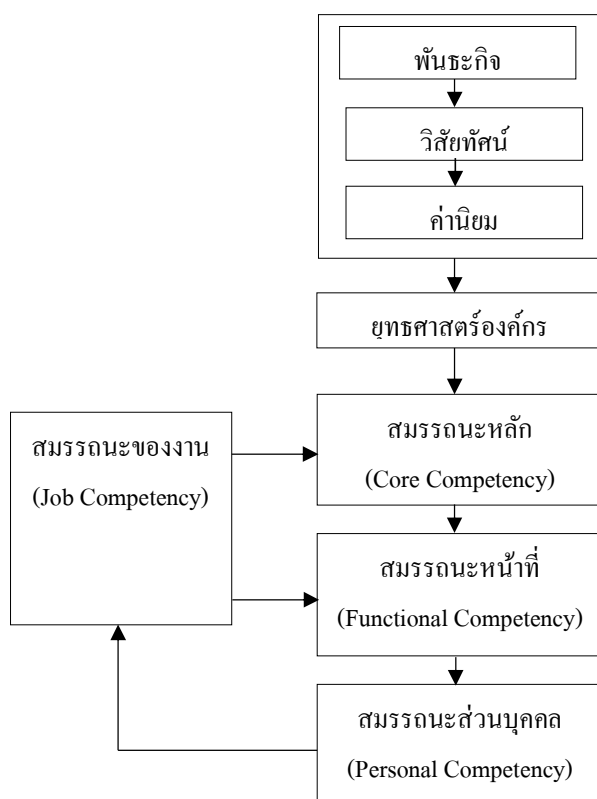 พันธะกิจ
วิสัยทัศน์
ค่านิยม
ยุทธศาสตร์องค์กร
สมรรถนะของงาน
(Job Competency)
สมรรถนะหลัก
(Core Competency)
สมรรถนะหน้าที่
(Functional Competency)
สมรรถนะส่วนบุคคล
(Personal Competency)